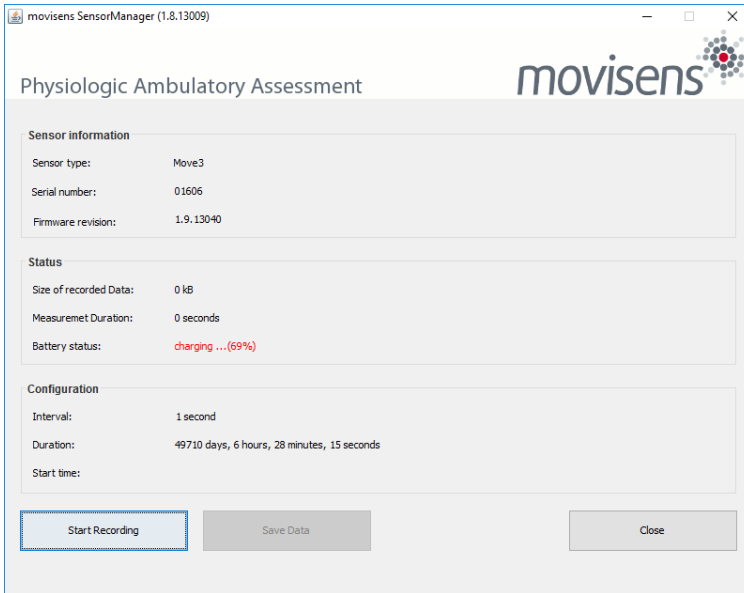 movisens SensorManager (1.8.13009)
movisens
Physiologic Ambulatory Assessment
Sensor information
Sensor type: Move3
Serial number: 01606
Firmware revision: 1.9.13040
Status
Size of recorded Data: 0 kB
Measuremet Duration: 0 seconds
Battery status: charging ...(69%)
Configuration
Interval: 1 second
Duration: 49710 days, 6 hours, 28 minutes, 15 seconds
Start time:
Start Recording Save Data Close